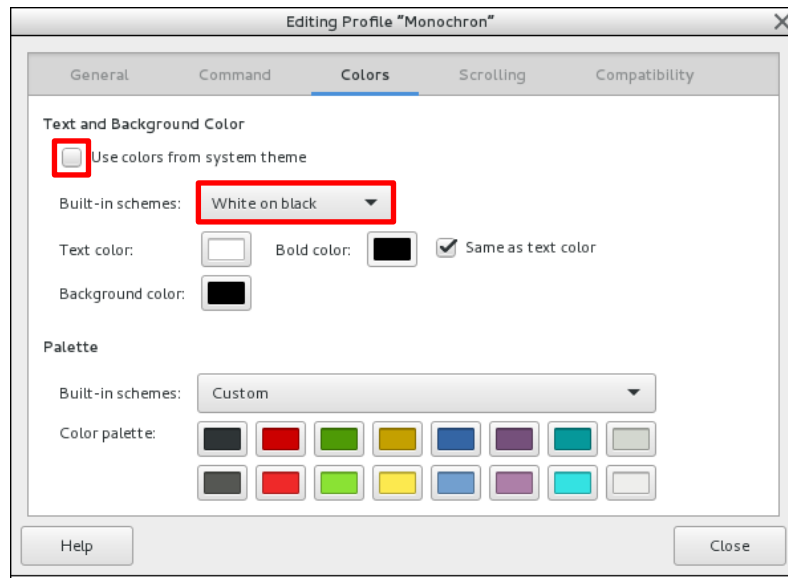 Editing Profile “Monochron”
General Command Colors Scrolling Compatibility
Text and Background Color
Use colors from system theme
Built-in schemes: White on black
Text color: Bold color: Same as text color
Background color:
Palette
Built-in schemes: Custom
Color palette:
Help Close